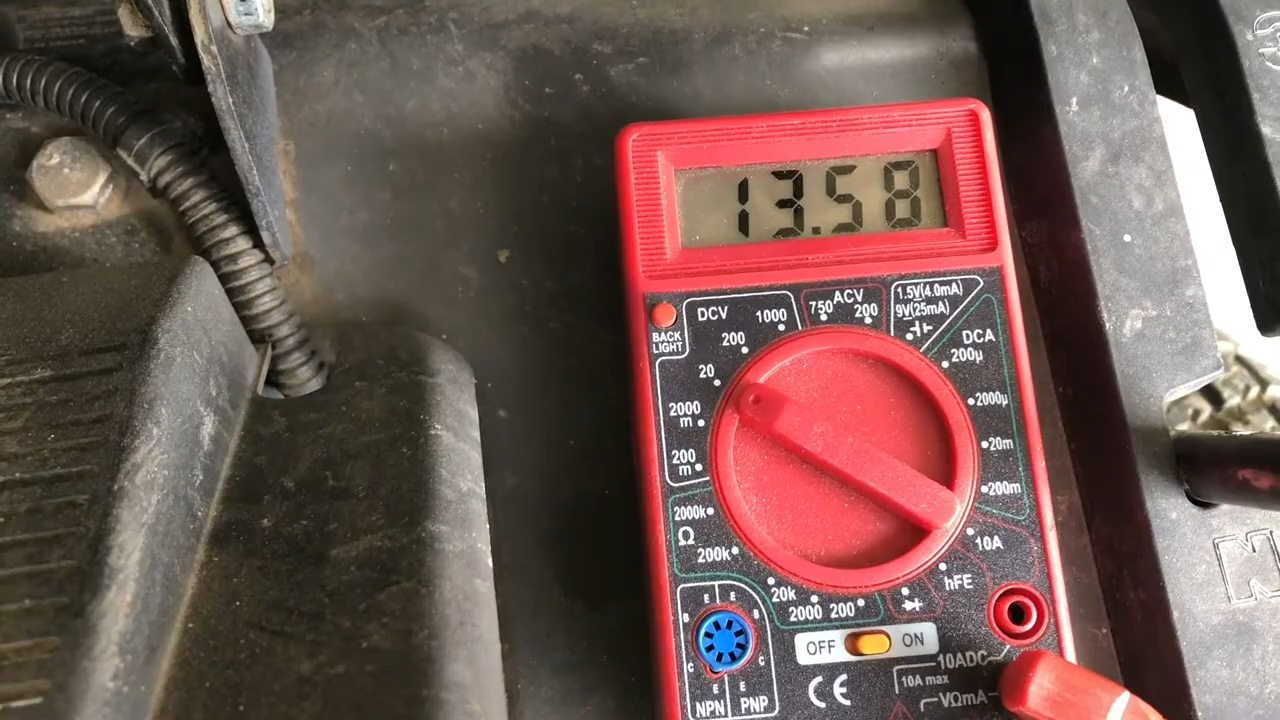 13.58
BACK
LIGHT
DCV
1000
200
20
2000
m
200
m
ACV
750
200
1.5V(4.0mA)
9V(25mA)
DCA
200µ
2000µ
20m
200m
10A
hFE
2000k
Ω
200k
20k
2000
200
OFF
ON
E
E
B
B
C
C
E
E
NPN
PNP
CE
10ADC
10A max
VΩmA
N